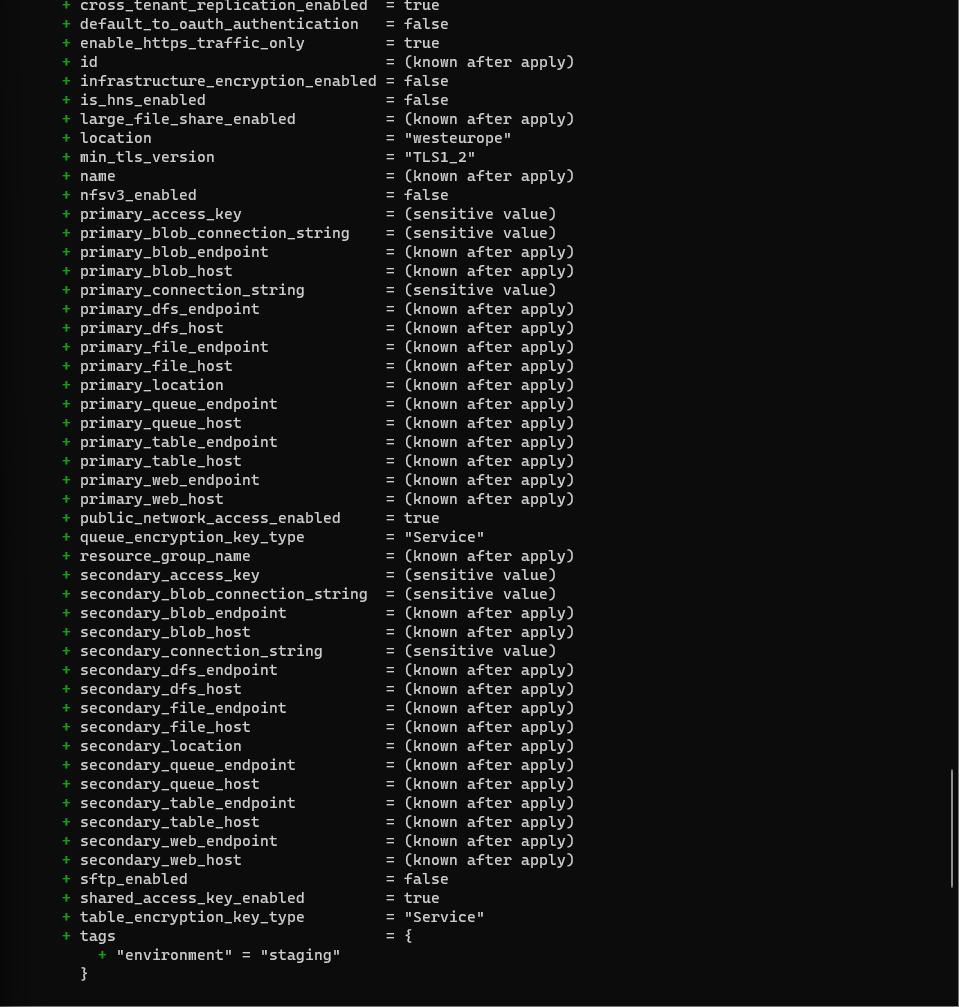 + cross_tenant_replication_enabled  = true
+ default_to_oauth_authentication   = false
+ enable_https_traffic_only         = true
+ id                                = (known after apply)
+ infrastructure_encryption_enabled = false
+ is_hns_enabled                    = false
+ large_file_share_enabled          = (known after apply)
+ location                          = "westeurope"
+ min_tls_version                   = "TLS1_2"
+ name                              = (known after apply)
+ nfsv3_enabled                     = false
+ primary_access_key                = (sensitive value)
+ primary_blob_connection_string    = (sensitive value)
+ primary_blob_endpoint             = (known after apply)
+ primary_blob_host                 = (known after apply)
+ primary_connection_string         = (sensitive value)
+ primary_dfs_endpoint              = (known after apply)
+ primary_dfs_host                  = (known after apply)
+ primary_file_endpoint             = (known after apply)
+ primary_file_host                 = (known after apply)
+ primary_location                  = (known after apply)
+ primary_queue_endpoint            = (known after apply)
+ primary_queue_host                = (known after apply)
+ primary_table_endpoint            = (known after apply)
+ primary_table_host                = (known after apply)
+ primary_web_endpoint              = (known after apply)
+ primary_web_host                  = (known after apply)
+ public_network_access_enabled     = true
+ queue_encryption_key_type         = "Service"
+ resource_group_name               = (known after apply)
+ secondary_access_key              = (sensitive value)
+ secondary_blob_connection_string  = (sensitive value)
+ secondary_blob_endpoint           = (known after apply)
+ secondary_blob_host               = (known after apply)
+ secondary_connection_string       = (sensitive value)
+ secondary_dfs_endpoint            = (known after apply)
+ secondary_dfs_host                = (known after apply)
+ secondary_file_endpoint           = (known after apply)
+ secondary_file_host               = (known after apply)
+ secondary_location                = (known after apply)
+ secondary_queue_endpoint          = (known after apply)
+ secondary_queue_host              = (known after apply)
+ secondary_table_endpoint          = (known after apply)
+ secondary_table_host              = (known after apply)
+ secondary_web_endpoint            = (known after apply)
+ secondary_web_host                = (known after apply)
+ sftp_enabled                      = false
+ shared_access_key_enabled         = true
+ table_encryption_key_type         = "Service"
+ tags                              = {
    + "environment" = "staging"
  }